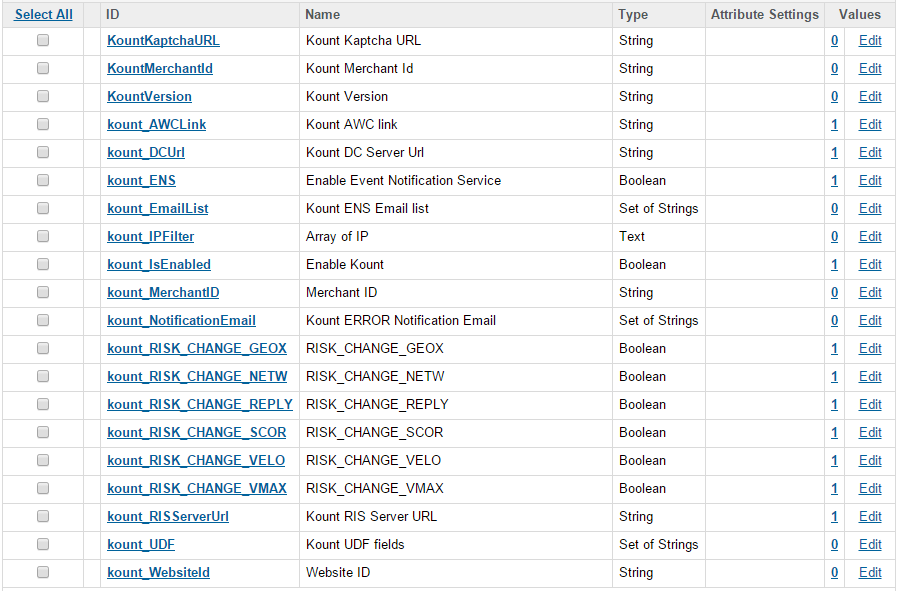 Select All ID Name Type Attribute Settings Values
KountKaptchaURL Kount Kaptcha URL String 0 Edit
KountMerchantId Kount Merchant Id String 0 Edit
KountVersion Kount Version String 0 Edit
kount_AWCLink Kount AWC link String 1 Edit
kount_DCUrl Kount DC Server Url String 1 Edit
kount_ENS Enable Event Notification Service Boolean 1 Edit
kount_EmailList Kount ENS Email list Set of Strings 0 Edit
kount_IPFilter Array of IP Text 0 Edit
kount_IsEnabled Enable Kount Boolean 1 Edit
kount_MerchantID Merchant ID String 0 Edit
kount_NotificationEmail Kount ERROR Notification Email Set of Strings 0 Edit
kount_RISK_CHANGE_GEOX RISK_CHANGE_GEOX Boolean 1 Edit
kount_RISK_CHANGE_NETW RISK_CHANGE_NETW Boolean 1 Edit
kount_RISK_CHANGE_REPLY RISK_CHANGE_REPLY Boolean 1 Edit
kount_RISK_CHANGE_SCOR RISK_CHANGE_SCOR Boolean 1 Edit
kount_RISK_CHANGE_VELO RISK_CHANGE_VELO Boolean 1 Edit
kount_RISK_CHANGE_VMAX RISK_CHANGE_VMAX Boolean 1 Edit
kount_RISServerUrl Kount RIS Server URL String 1 Edit
kount_UDF Kount UDF fields Set of Strings 0 Edit
kount_WebsiteId Website ID String 0 Edit